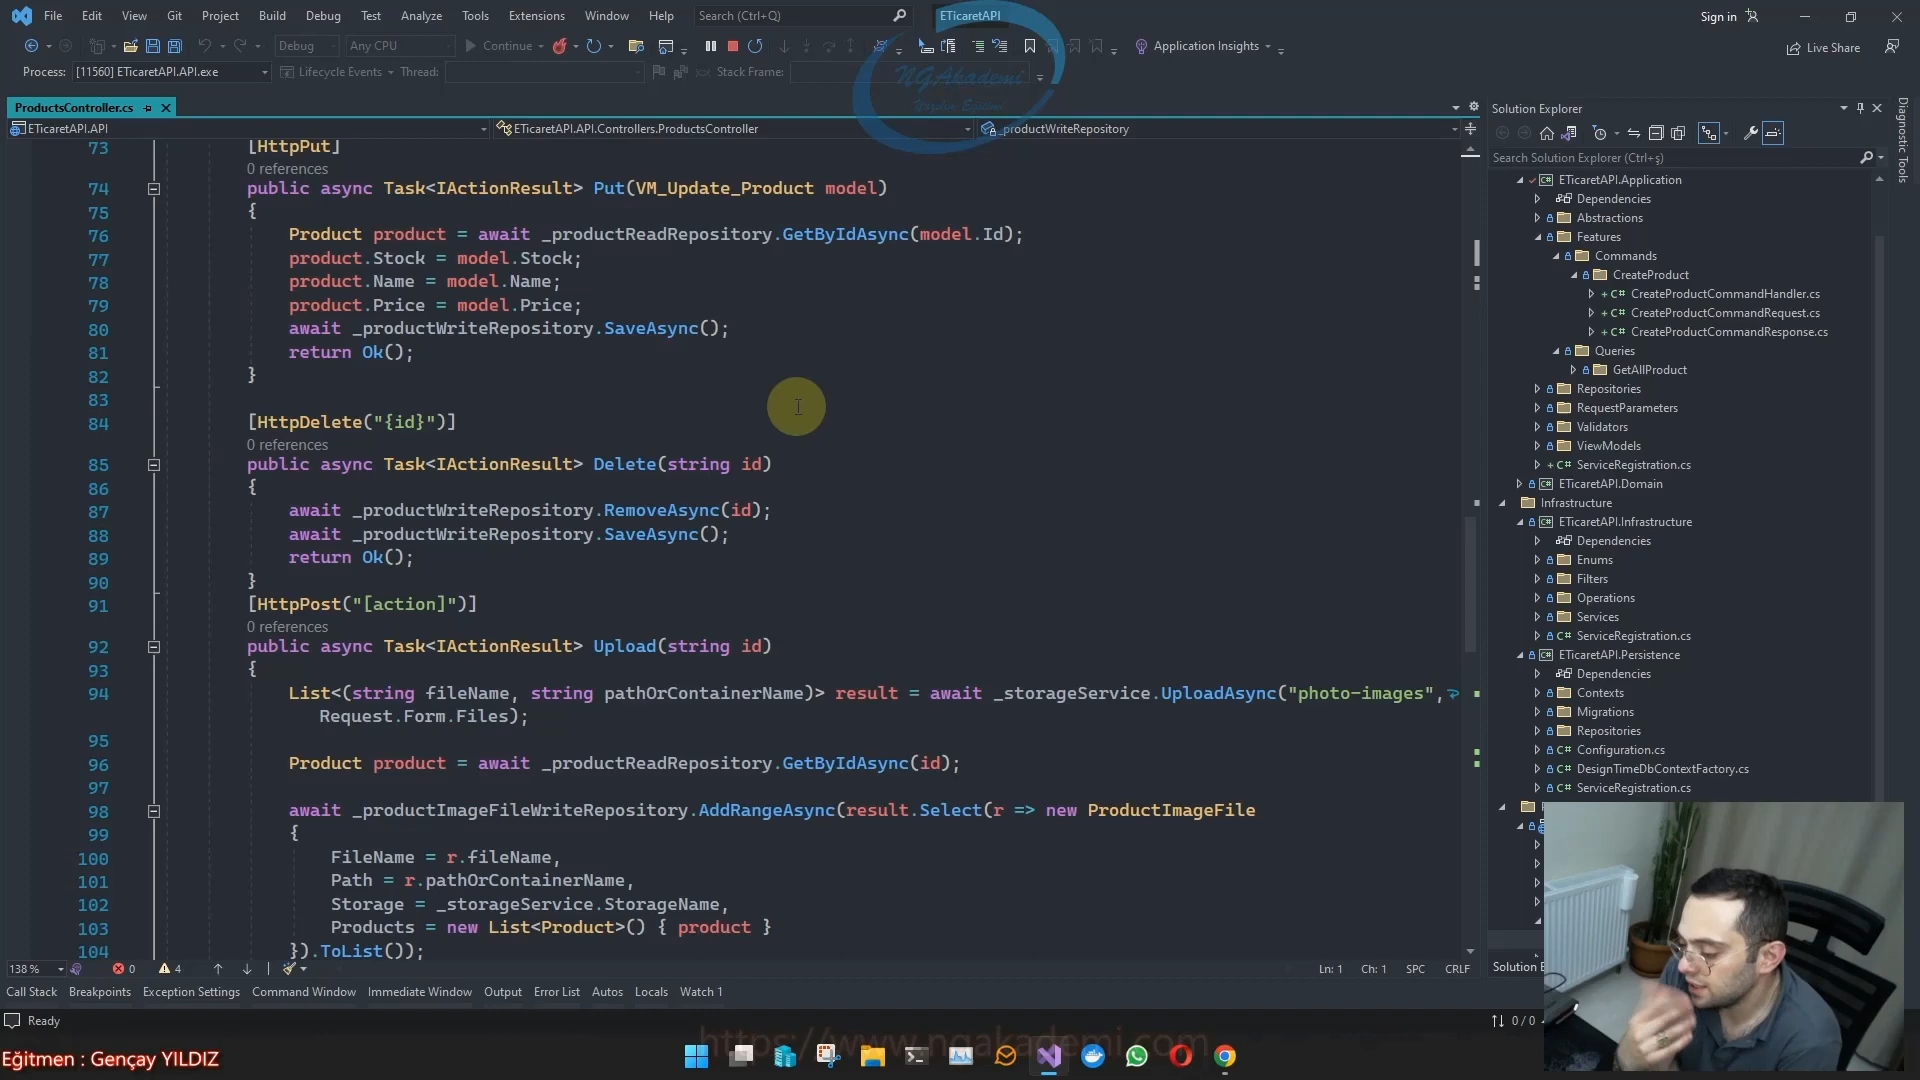 File Edit View Git Project Build Debug Test Analyze Tools Extensions Window Help Search (Ctrl+Q) ETicaretAPI Sign in
Debug Any CPU Continue Application Insights Live Share
Process: [11560] ETicaretAPI.API.exe Lifecycle Events Thread: Stack Frame:
NGAkademi
Yazılım Eğitimi
ProductsController.cs
ETicaretAPI.API ETicaretAPI.API.Controllers.ProductsController _productWriteRepository
73 [HttpPut]
0 references
74 public async Task<IActionResult> Put(VM_Update_Product model)
75 {
76 Product product = await _productReadRepository.GetByIdAsync(model.Id);
77 product.Stock = model.Stock;
78 product.Name = model.Name;
79 product.Price = model.Price;
80 await _productWriteRepository.SaveAsync();
81 return Ok();
82 }
83
84 [HttpDelete("{id}")]
0 references
85 public async Task<IActionResult> Delete(string id)
86 {
87 await _productWriteRepository.RemoveAsync(id);
88 await _productWriteRepository.SaveAsync();
89 return Ok();
90 }
91 [HttpPost("[action]")]
0 references
92 public async Task<IActionResult> Upload(string id)
93 {
94 List<(string fileName, string pathOrContainerName)> result = await _storageService.UploadAsync("photo-images",
Request.Form.Files);
95
96 Product product = await _productReadRepository.GetByIdAsync(id);
97
98 await _productImageFileWriteRepository.AddRangeAsync(result.Select(r => new ProductImageFile
99 {
100 FileName = r.fileName,
101 Path = r.pathOrContainerName,
102 Storage = _storageService.StorageName,
103 Products = new List<Product>() { product }
104 }).ToList());
138 % 0 4 Ln: 1 Ch: 1 SPC CRLF
Call Stack Breakpoints Exception Settings Command Window Immediate Window Output Error List Autos Locals Watch 1
Ready 0 / 0
Solution Explorer
Search Solution Explorer (Ctrl+ş)
ETicaretAPI.Application
Dependencies
Abstractions
Features
Commands
CreateProduct
C# CreateProductCommandHandler.cs
C# CreateProductCommandRequest.cs
C# CreateProductCommandResponse.cs
Queries
GetAllProduct
Repositories
RequestParameters
Validators
ViewModels
C# ServiceRegistration.cs
ETicaretAPI.Domain
Infrastructure
ETicaretAPI.Infrastructure
Dependencies
Enums
Filters
Operations
Services
C# ServiceRegistration.cs
ETicaretAPI.Persistence
Dependencies
Contexts
Migrations
Repositories
C# Configuration.cs
C# DesignTimeDbContextFactory.cs
C# ServiceRegistration.cs
Solution E
Diagnostic Tools
https://www.ngakademi.com
Eğitmen : Gençay YILDIZ